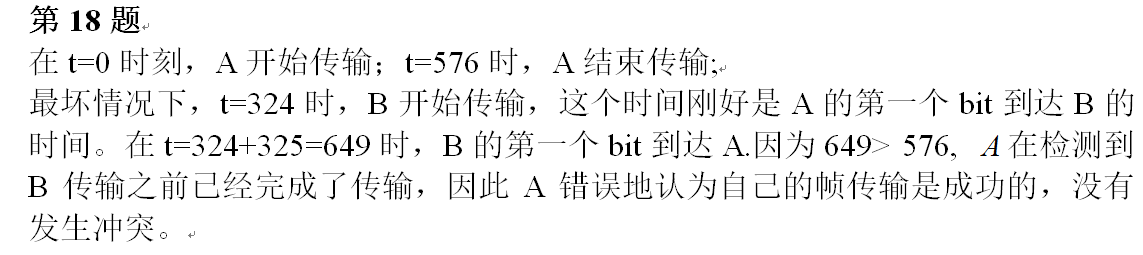 第 18 题
在 t=0 时刻，A 开始传输；t=576 时，A 结束传输;
最坏情况下，t=324 时，B 开始传输，这个时间刚好是 A 的第一个 bit 到达 B 的
时间。在 t=324+325=649 时，B 的第一个 bit 到达 A.因为 649> 576, A 在检测到
B 传输之前已经完成了传输，因此 A 错误地认为自己的帧传输是成功的，没有
发生冲突。